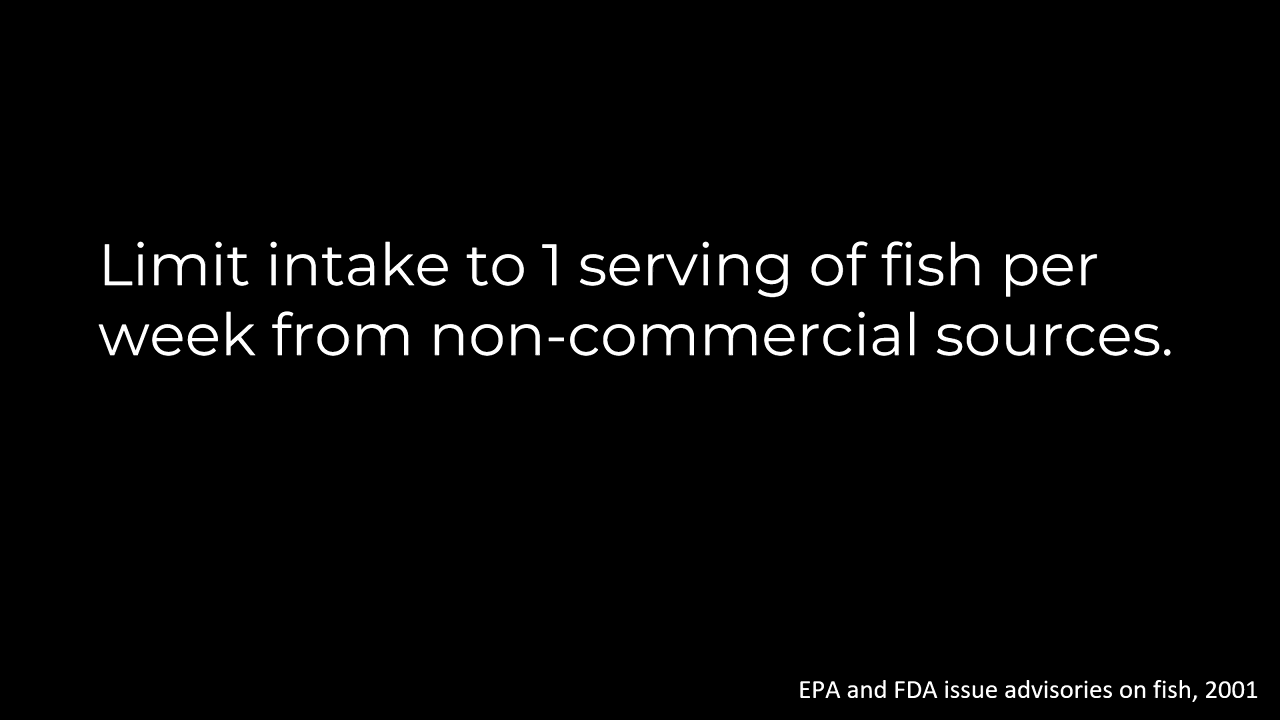 Limit intake to 1 serving of fish per
week from non-commercial sources.
EPA and FDA issue advisories on fish, 2001